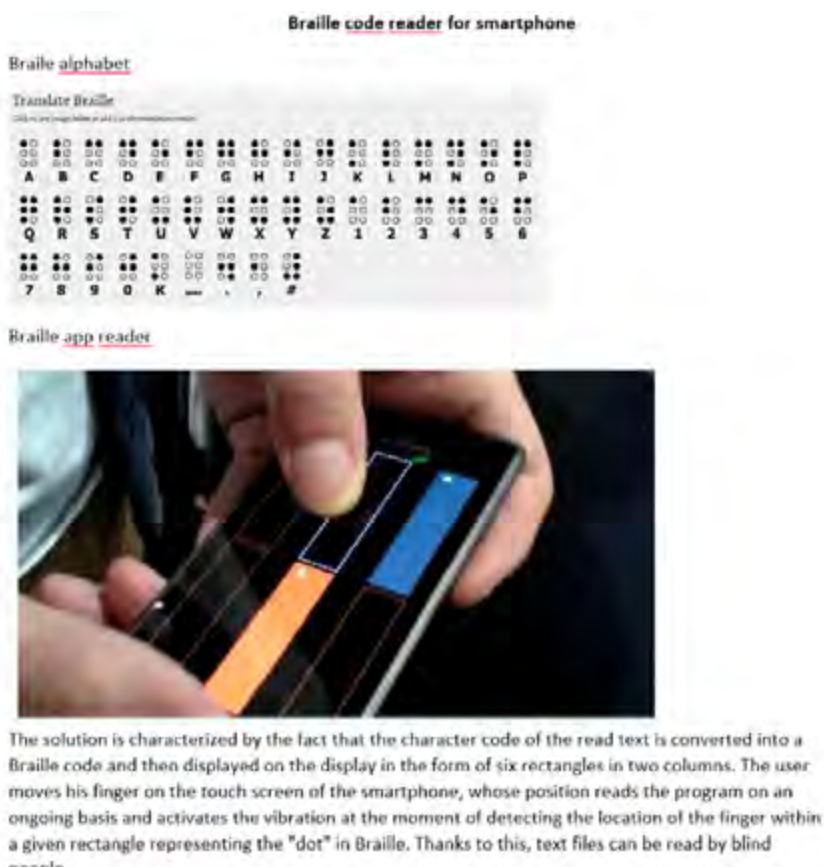 Braille code reader for smartphone
Braile alphabet
Translate Braille
A B C D E F G H I J K L M N O P
Q R S T U V W X Y Z 1 2 3 4 5 6
7 8 9 0 K . , #
Braille app reader
The solution is characterized by the fact that the character code of the read text is converted into a
Braille code and then displayed on the display in the form of six rectangles in two columns. The user
moves his finger on the touch screen of the smartphone, whose position reads the program on an
ongoing basis and activates the vibration at the moment of detecting the location of the finger within
a given rectangle representing the "dot" in Braille. Thanks to this, text files can be read by blind